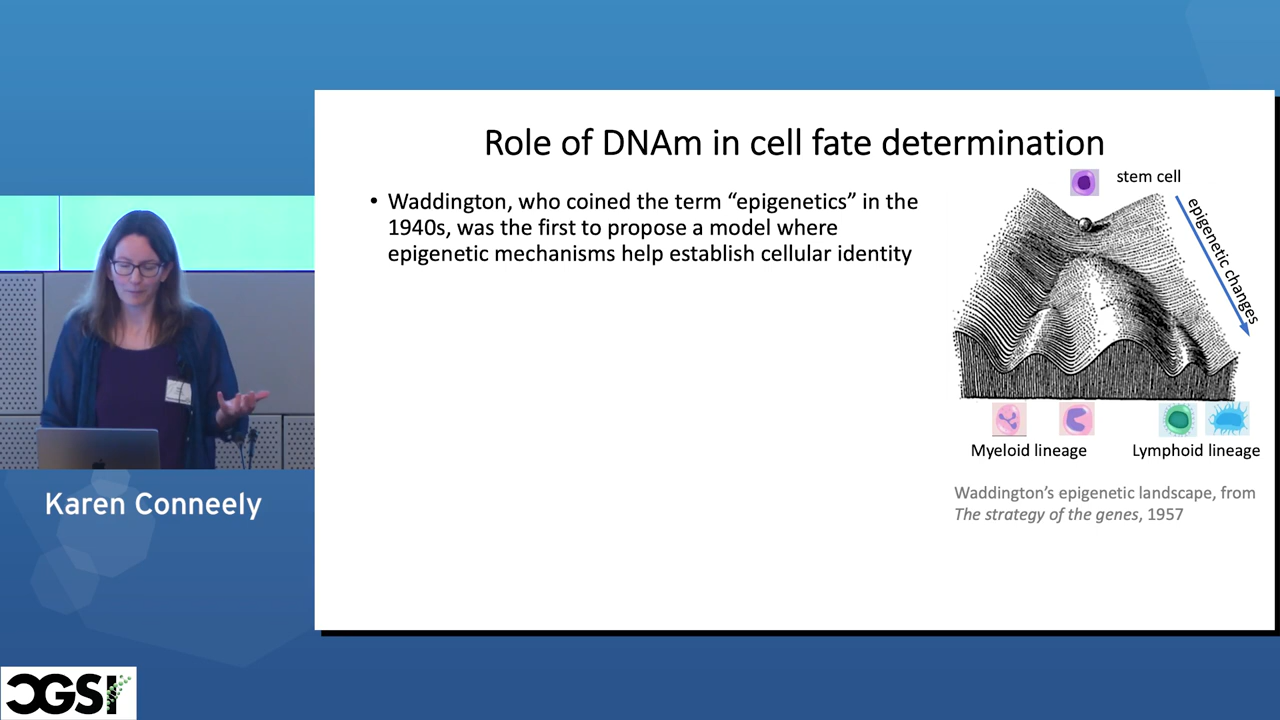 Role of DNAm in cell fate determination
• Waddington, who coined the term “epigenetics” in the
1940s, was the first to propose a model where
epigenetic mechanisms help establish cellular identity
stem cell
epigenetic changes
Myeloid lineage
Lymphoid lineage
Waddington’s epigenetic landscape, from
The strategy of the genes, 1957
Karen Conneely
CGSI